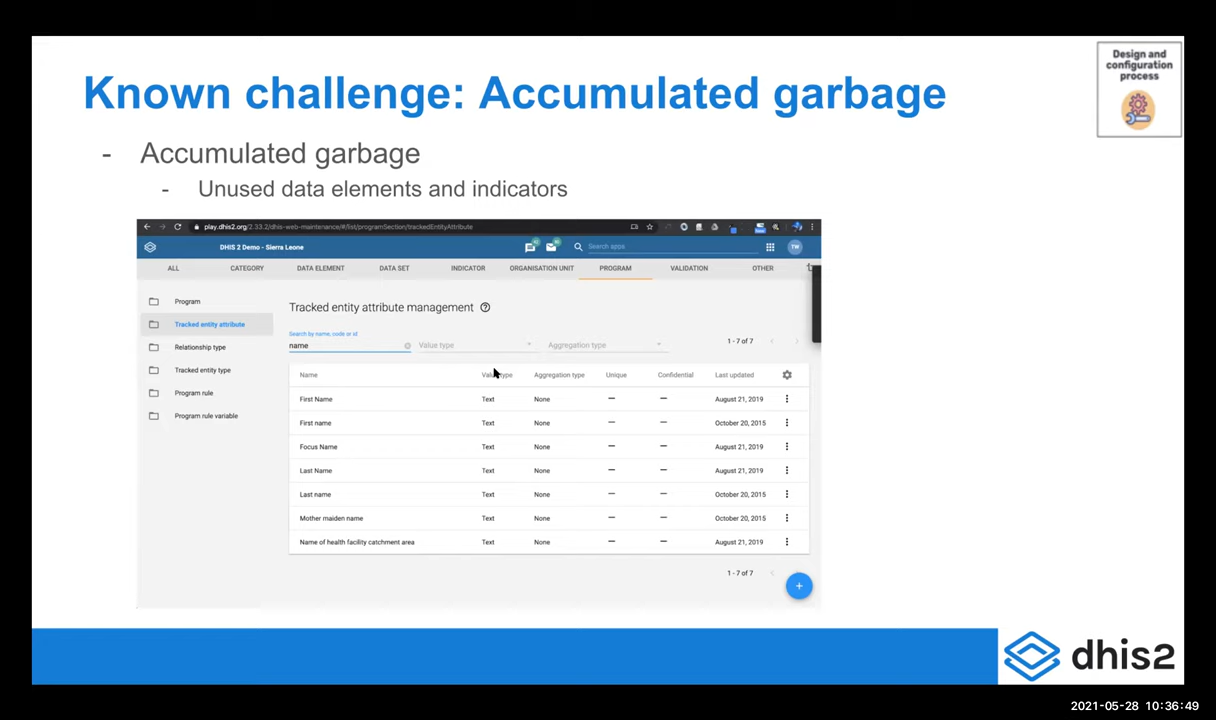 Known challenge: Accumulated garbage
Design and
configuration
process
- Accumulated garbage
- Unused data elements and indicators
play.dhis2.org/2.33.2/dhis-web-maintenance/#/list/programSection/trackedEntityAttribute
DHIS 2 Demo - Sierra Leone
Search apps
TW
ALL CATEGORY DATA ELEMENT DATA SET INDICATOR ORGANISATION UNIT PROGRAM VALIDATION OTHER
Program
Tracked entity attribute
Relationship type
Tracked entity type
Program rule
Program rule variable
Tracked entity attribute management
Search by name, code or id
name
Value type
Aggregation type
1 - 7 of 7
Name Value type Aggregation type Unique Confidential Last updated
First Name Text None — — August 21, 2019
First name Text None — — October 20, 2015
Focus Name Text None — — August 21, 2019
Last Name Text None — — August 21, 2019
Last name Text None — — October 20, 2015
Mother maiden name Text None — — October 20, 2015
Name of health facility catchment area Text None — — August 21, 2019
1 - 7 of 7
+
dhis2
2021-05-28 10:36:49